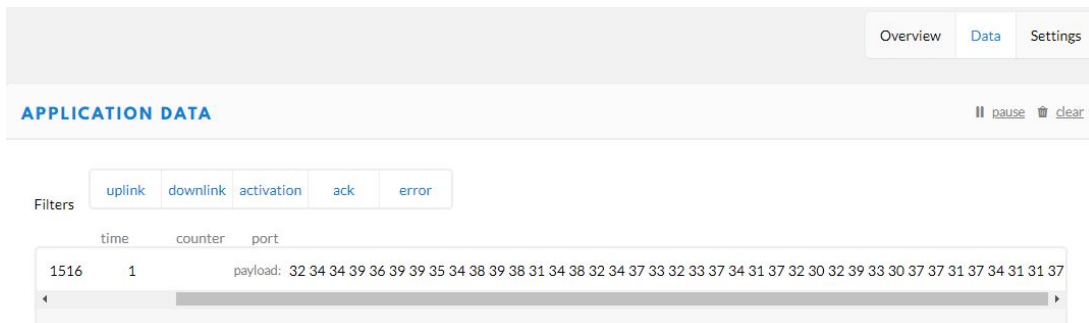 Overview Data Settings
APPLICATION DATA
pause clear
Filters uplink downlink activation ack error
time counter port
1516 1 payload: 32 34 34 39 36 39 39 35 34 38 39 38 31 34 38 32 34 37 33 32 33 37 34 31 37 32 30 32 39 33 30 37 37 31 37 34 31 31 37